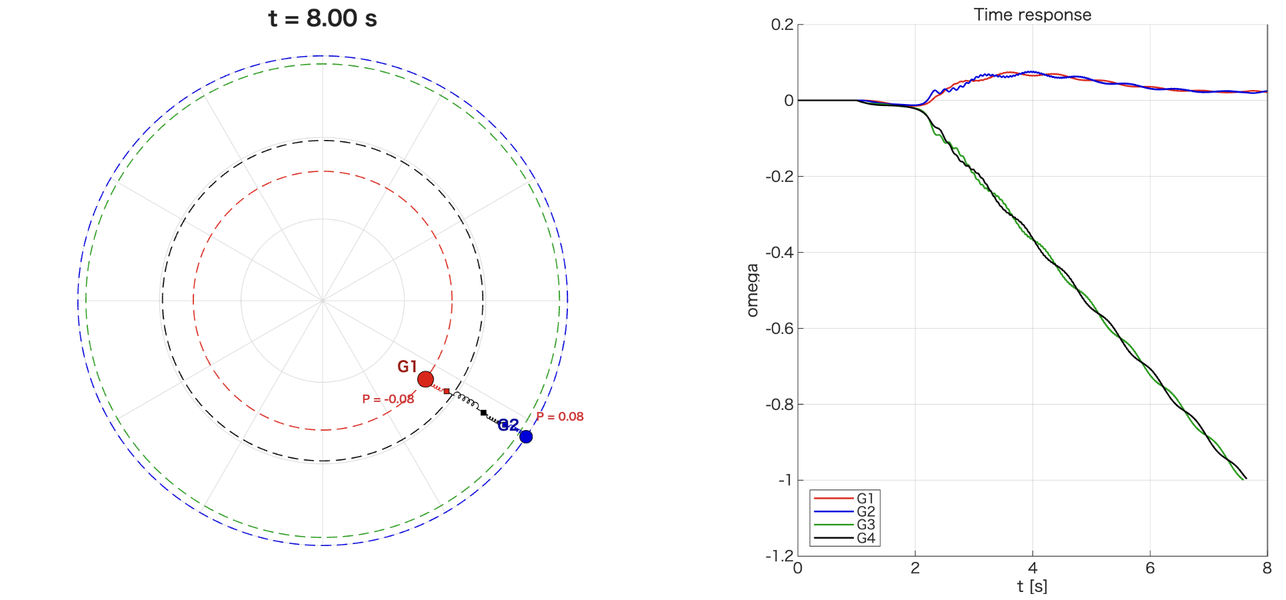 t = 8.00 s
G1
P = -0.08
G2
P = 0.08
Time response
0.2
0
-0.2
-0.4
-0.6
-0.8
-1
-1.2
omega
G1
G2
G3
G4
0 2 4 6 8
t [s]